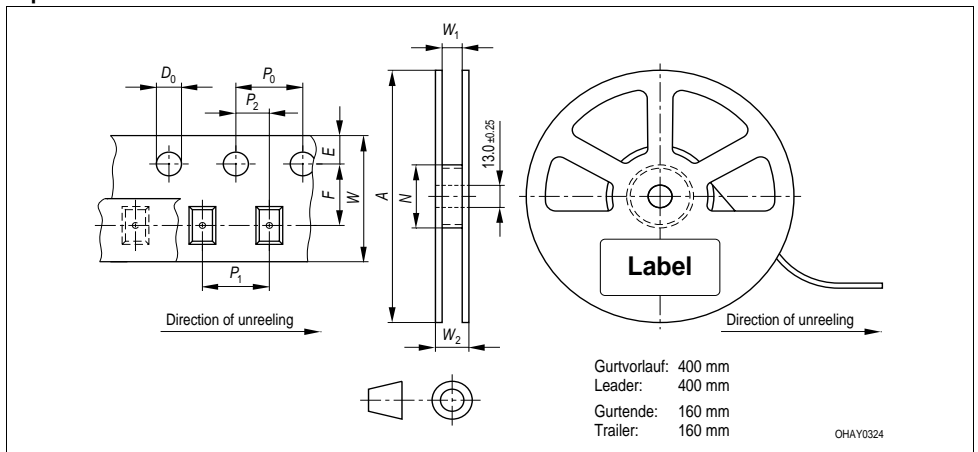 W1
D0
P0
P2
E
F
W
P1
A
N
13.0 ±0.25
W2
Label
Direction of unreeling
Direction of unreeling
Gurtvorlauf: 400 mm
Leader: 400 mm
Gurtende: 160 mm
Trailer: 160 mm
OHAY0324